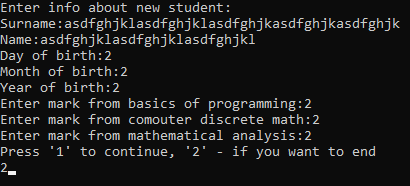 Enter info about new student:
Surname:asdfghjklasdfghjklasdfghjkasdfghjkasdfghjk
Name:asdfghjklasdfghjklasdfghjkl
Day of birth:2
Month of birth:2
Year of birth:2
Enter mark from basics of programming:2
Enter mark from comouter discrete math:2
Enter mark from mathematical analysis:2
Press '1' to continue, '2' - if you want to end
2